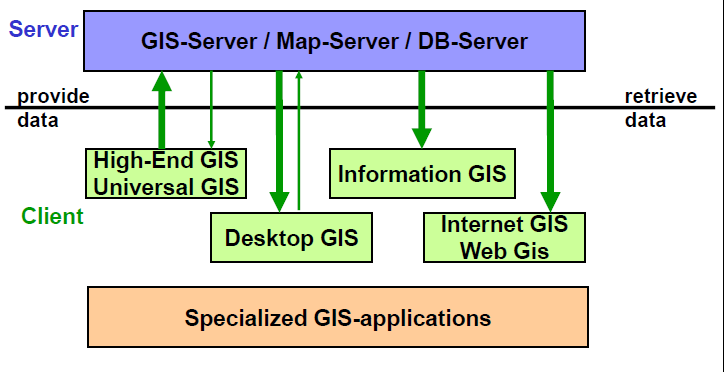 Server
GIS-Server / Map-Server / DB-Server
provide
data
retrieve
data
High-End GIS
Universal GIS
Information GIS
Client
Desktop GIS
Internet GIS
Web Gis
Specialized GIS-applications